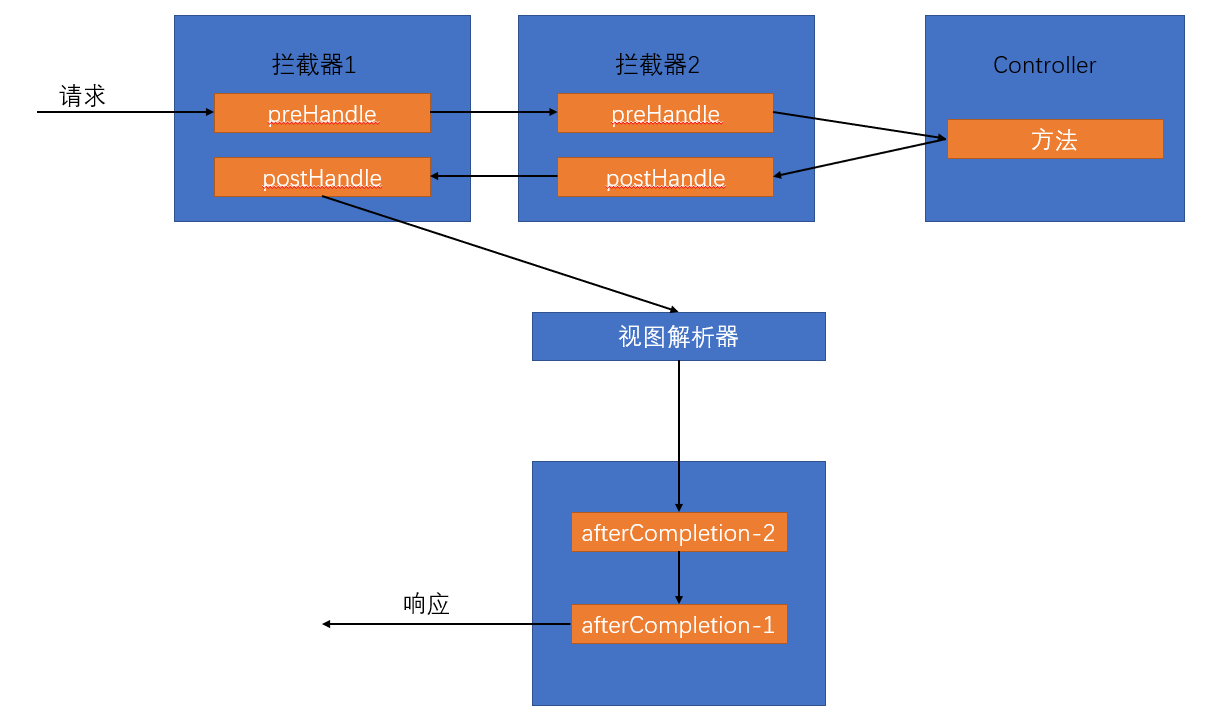 请求
拦截器1
preHandle
postHandle
拦截器2
preHandle
postHandle
Controller
方法
视图解析器
afterCompletion-2
afterCompletion-1
响应